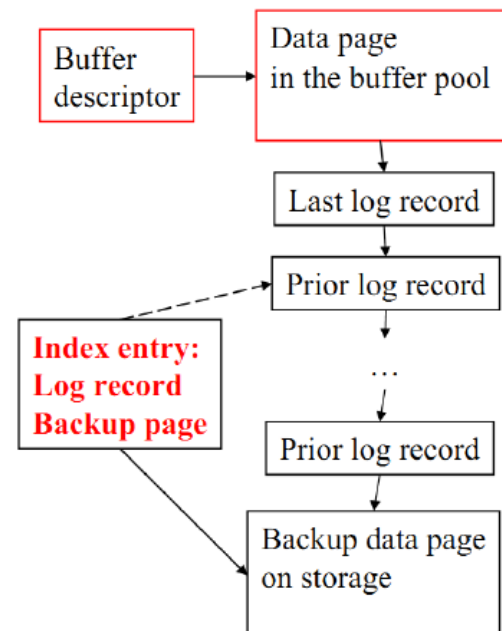 Buffer
descriptor
Data page
in the buffer pool
Last log record
Prior log record
Index entry:
Log record
Backup page
...
Prior log record
Backup data page
on storage